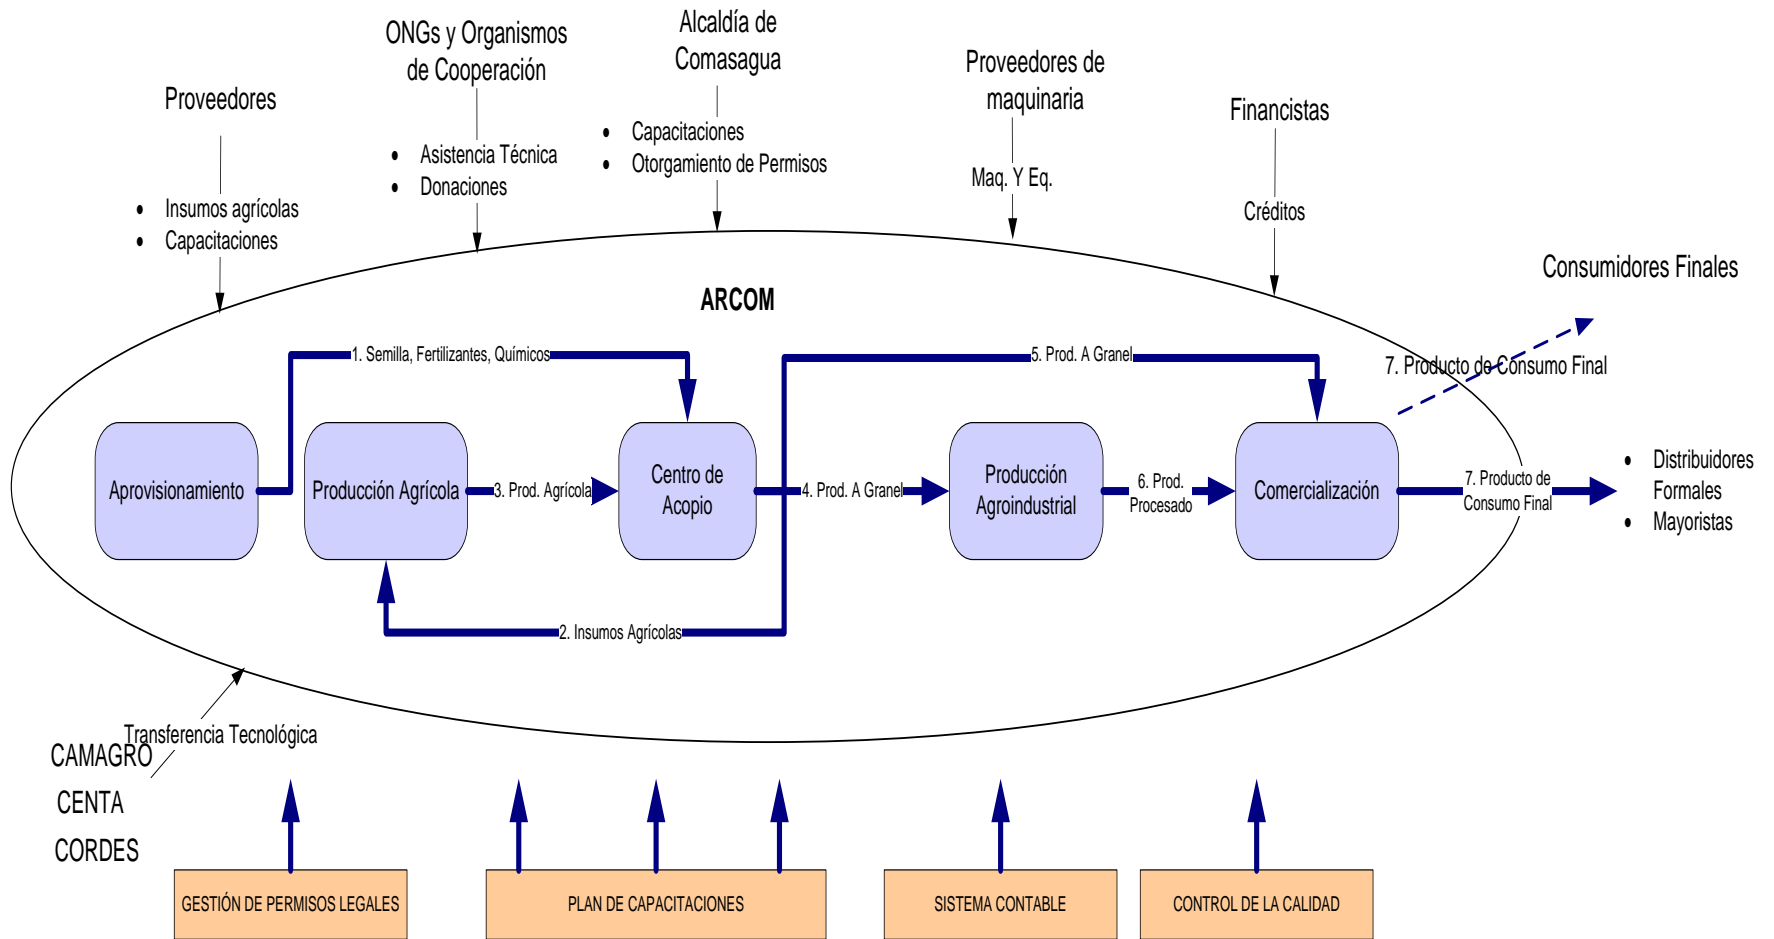 Proveedores
• Insumos agrícolas
• Capacitaciones
ONGs y Organismos
de Cooperación
• Asistencia Técnica
• Donaciones
Alcaldía de
Comasagua
• Capacitaciones
• Otorgamiento de Permisos
Proveedores de
maquinaria
Maq. Y Eq.
Financistas
Créditos
Consumidores Finales
ARCOM
1. Semilla, Fertilizantes, Químicos
5. Prod. A Granel
7. Producto de Consumo Final
Aprovisionamiento
Producción Agrícola
3. Prod. Agrícola
Centro de
Acopio
4. Prod. A Granel
Producción
Agroindustrial
6. Prod.
Procesado
Comercialización
7. Producto de
Consumo Final
• Distribuidores
Formales
• Mayoristas
2. Insumos Agrícolas
Transferencia Tecnológica
CAMAGRO
CENTA
CORDES
GESTIÓN DE PERMISOS LEGALES
PLAN DE CAPACITACIONES
SISTEMA CONTABLE
CONTROL DE LA CALIDAD